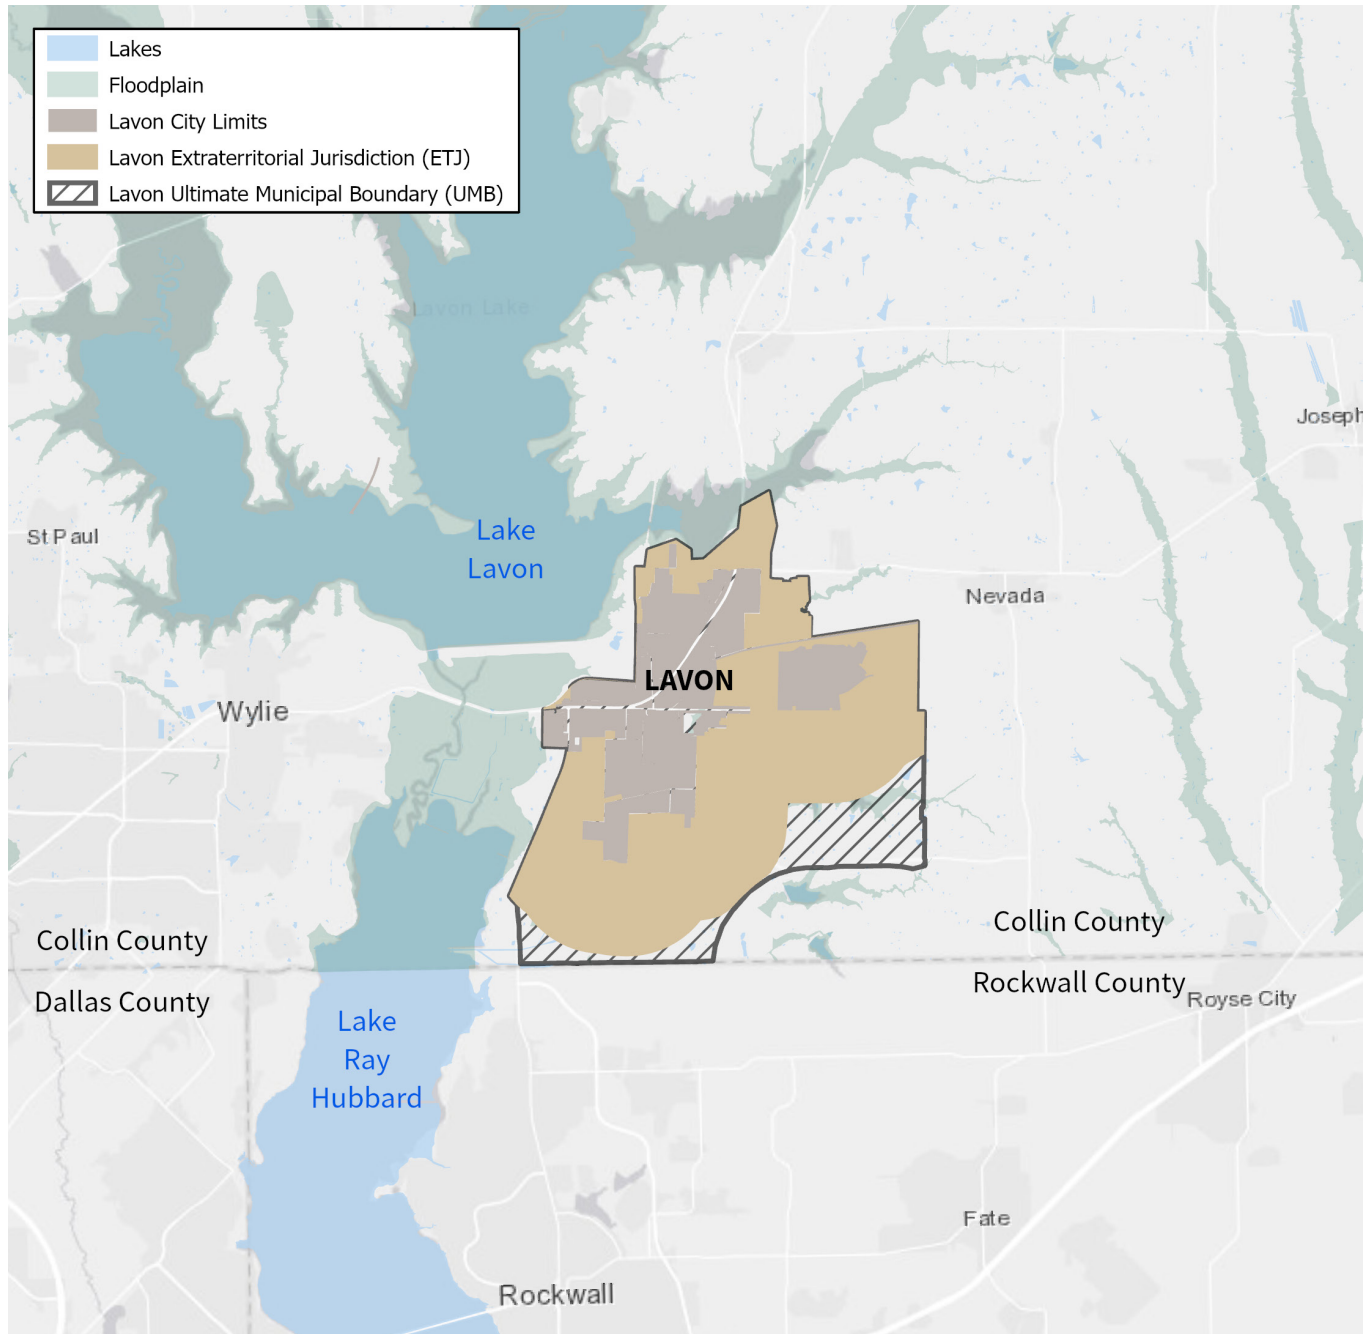 Lakes
Floodplain
Lavon City Limits
Lavon Extraterritorial Jurisdiction (ETJ)
Lavon Ultimate Municipal Boundary (UMB)
Lavon Lake
Joseph
St Paul
Lake
Lavon
Nevada
LAVON
Wylie
Collin County
Collin County
Dallas County
Rockwall County
Royse City
Lake
Ray
Hubbard
Fate
Rockwall